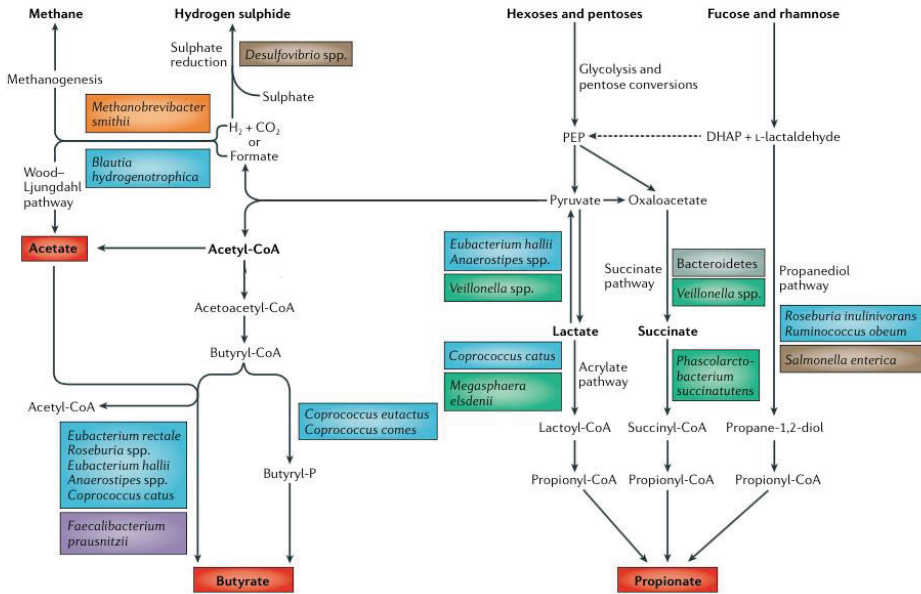 Methane
Hydrogen sulphide
Hexoses and pentoses
Fucose and rhamnose
Sulphate
reduction
Desulfovibrio spp.
Methanogenesis
Sulphate
Glycolysis and
pentose conversions
Methanobrevibacter
smithii
H₂ + CO₂
or
Formate
PEP
DHAP + L-lactaldehyde
Blautia
hydrogenotrophica
Wood–
Ljungdahl
pathway
Pyruvate
Oxaloacetate
Acetate
Acetyl-CoA
Eubacterium hallii
Anaerostipes spp.
Veillonella spp.
Succinate
pathway
Bacteroidetes
Veillonella spp.
Propanediol
pathway
Acetoacetyl-CoA
Roseburia inulinivorans
Ruminococcus obeum
Salmonella enterica
Lactate
Succinate
Butyryl-CoA
Coprococcus catus
Megasphaera
elsdenii
Acrylate
pathway
Phascolarcto-
bacterium
succinatutens
Acetyl-CoA
Coprococcus eutactus
Coprococcus comes
Lactoyl-CoA
Succinyl-CoA
Propane-1,2-diol
Eubacterium rectale
Roseburia spp.
Eubacterium hallii
Anaerostipes spp.
Coprococcus catus
Butyryl-P
Propionyl-CoA
Propionyl-CoA
Propionyl-CoA
Faecalibacterium
prausnitzii
Butyrate
Propionate